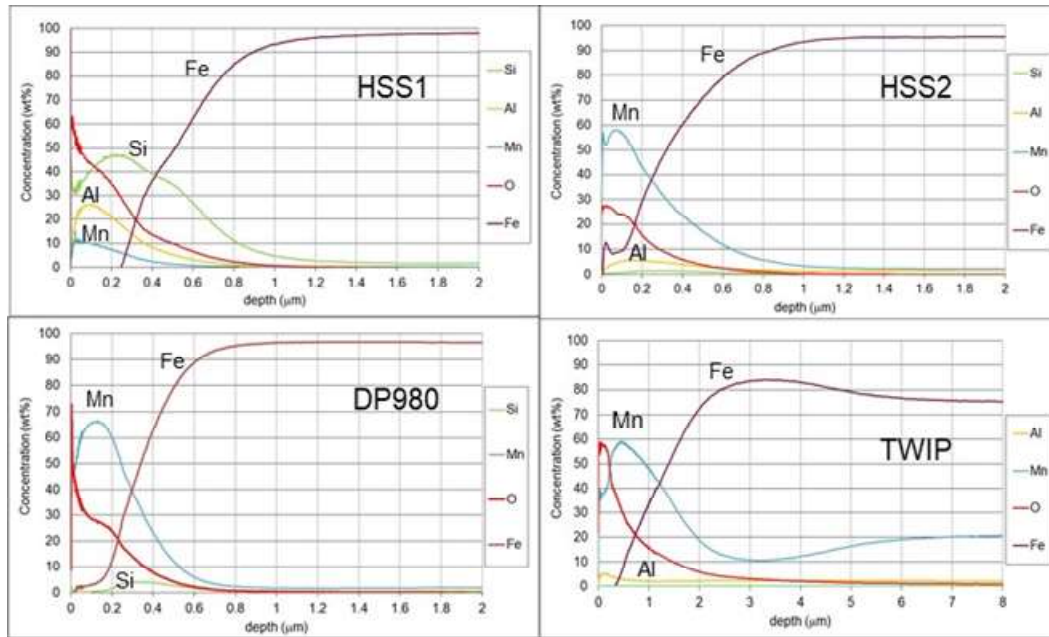 Concentration (wt%)
100
90
80
70
60
50
40
30
20
10
0
Fe
HSS1
Si
Al
Mn
Si
Al
Mn
O
Fe
0 0.2 0.4 0.6 0.8 1 1.2 1.4 1.6 1.8 2
depth (μm)
Concentration (wt%)
100
90
80
70
60
50
40
30
20
10
0
Fe
HSS2
Mn
Al
Si
Al
Mn
O
Fe
0 0.2 0.4 0.6 0.8 1 1.2 1.4 1.6 1.8 2
depth (μm)
Concentration (wt%)
100
90
80
70
60
50
40
30
20
10
0
Fe
Mn
DP980
Si
Si
Mn
O
Fe
0 0.2 0.4 0.6 0.8 1 1.2 1.4 1.6 1.8 2
depth (μm)
Concentration (wt%)
100
90
80
70
60
50
40
30
20
10
0
Fe
Mn
TWIP
Al
Al
Mn
O
Fe
0 1 2 3 4 5 6 7 8
depth (μm)